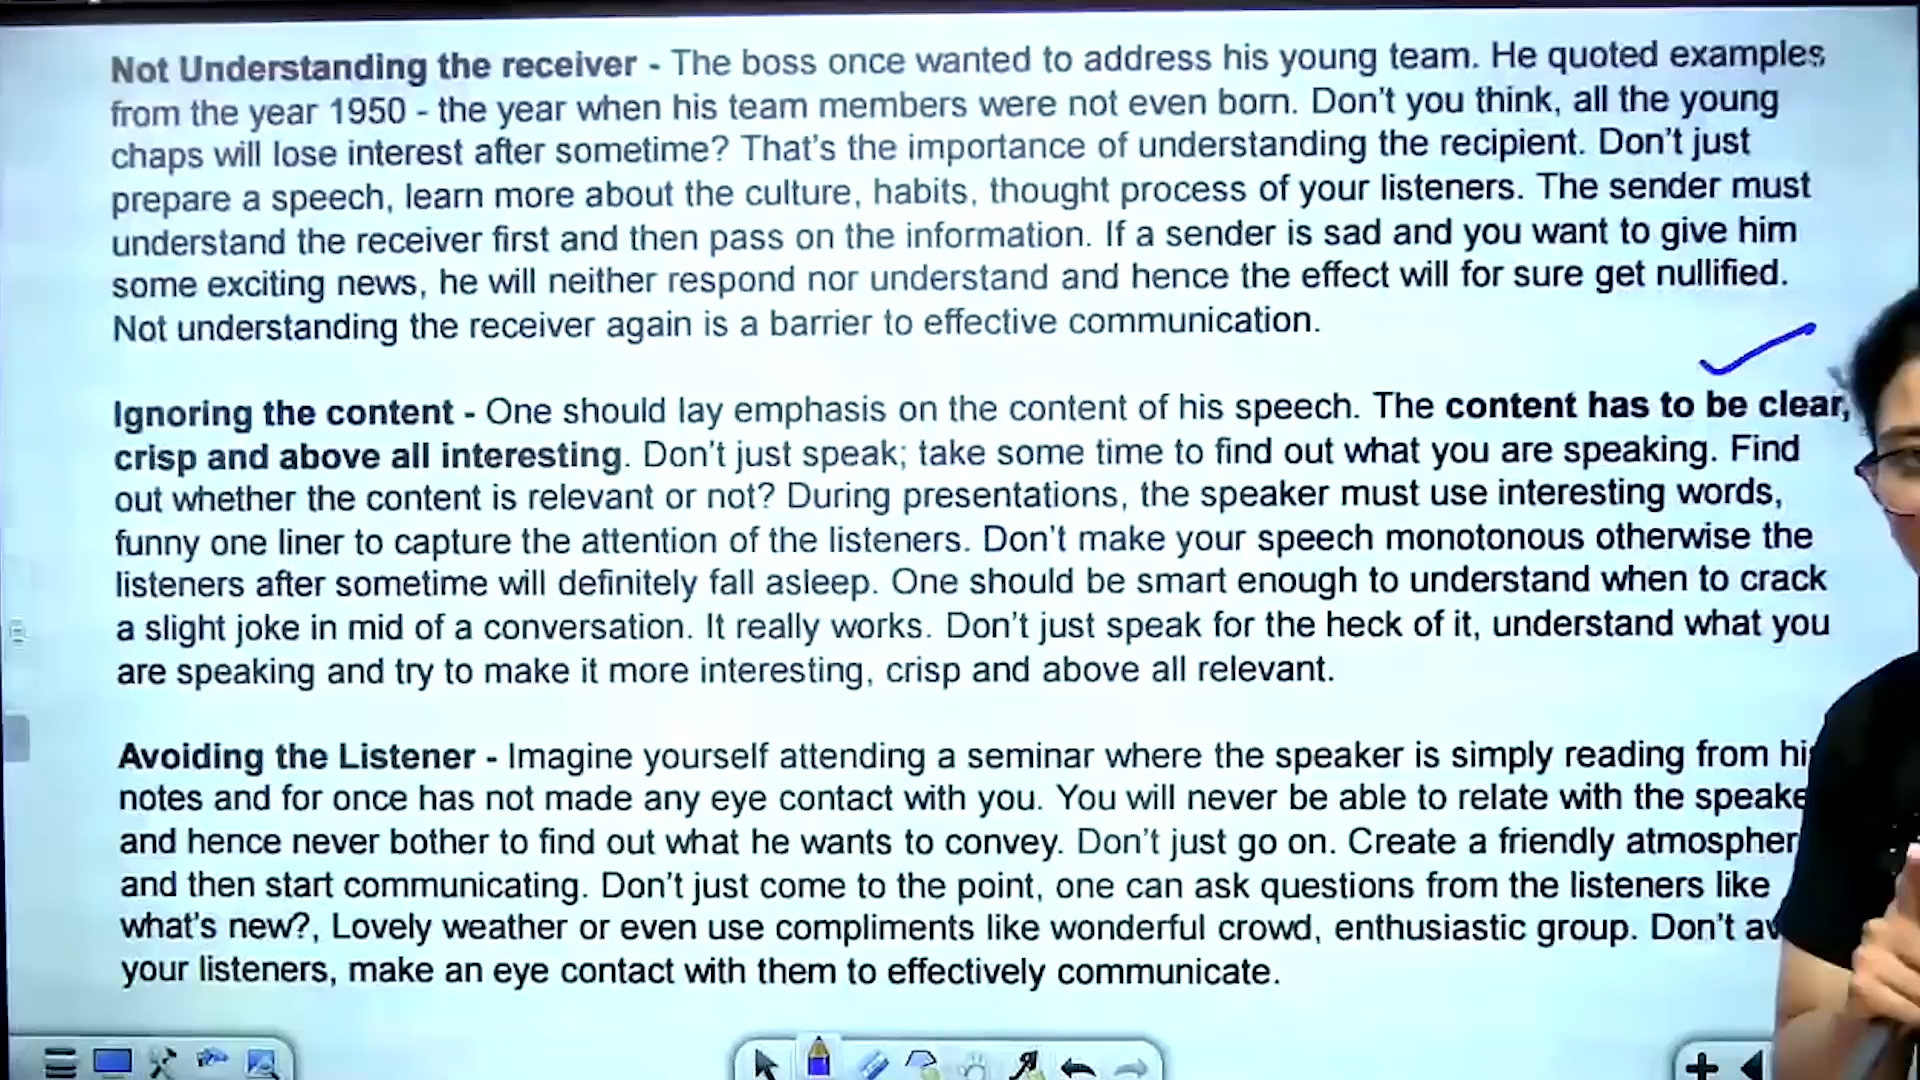 Not Understanding the receiver - The boss once wanted to address his young team. He quoted examples
from the year 1950 - the year when his team members were not even born. Don't you think, all the young
chaps will lose interest after sometime? That's the importance of understanding the recipient. Don't just
prepare a speech, learn more about the culture, habits, thought process of your listeners. The sender must
understand the receiver first and then pass on the information. If a sender is sad and you want to give him
some exciting news, he will neither respond nor understand and hence the effect will for sure get nullified.
Not understanding the receiver again is a barrier to effective communication.
Ignoring the content - One should lay emphasis on the content of his speech. The content has to be clear,
crisp and above all interesting. Don't just speak; take some time to find out what you are speaking. Find
out whether the content is relevant or not? During presentations, the speaker must use interesting words,
funny one liner to capture the attention of the listeners. Don't make your speech monotonous otherwise the
listeners after sometime will definitely fall asleep. One should be smart enough to understand when to crack
a slight joke in mid of a conversation. It really works. Don't just speak for the heck of it, understand what you
are speaking and try to make it more interesting, crisp and above all relevant.
Avoiding the Listener - Imagine yourself attending a seminar where the speaker is simply reading from
notes and for once has not made any eye contact with you. You will never be able to relate with the
and hence never bother to find out what he wants to convey. Don't just go on. Create a friendly
and then start communicating. Don't just come to the point, one can ask questions from the listeners like
what's new?, Lovely weather or even use compliments like wonderful crowd, enthusiastic group. Don't
your listeners, make an eye contact with them to effectively communicate.